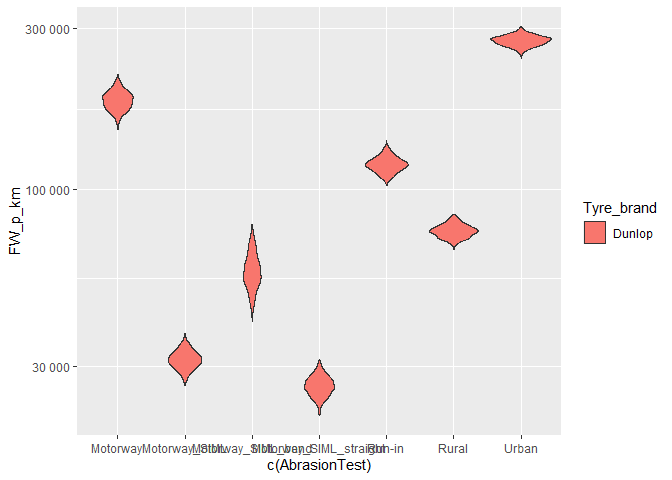 300 000
100 000
30 000
FW_p_km
Motorway
Run-in
Rural
Urban
c(AbrasionTest)
Tyre_brand
Dunlop